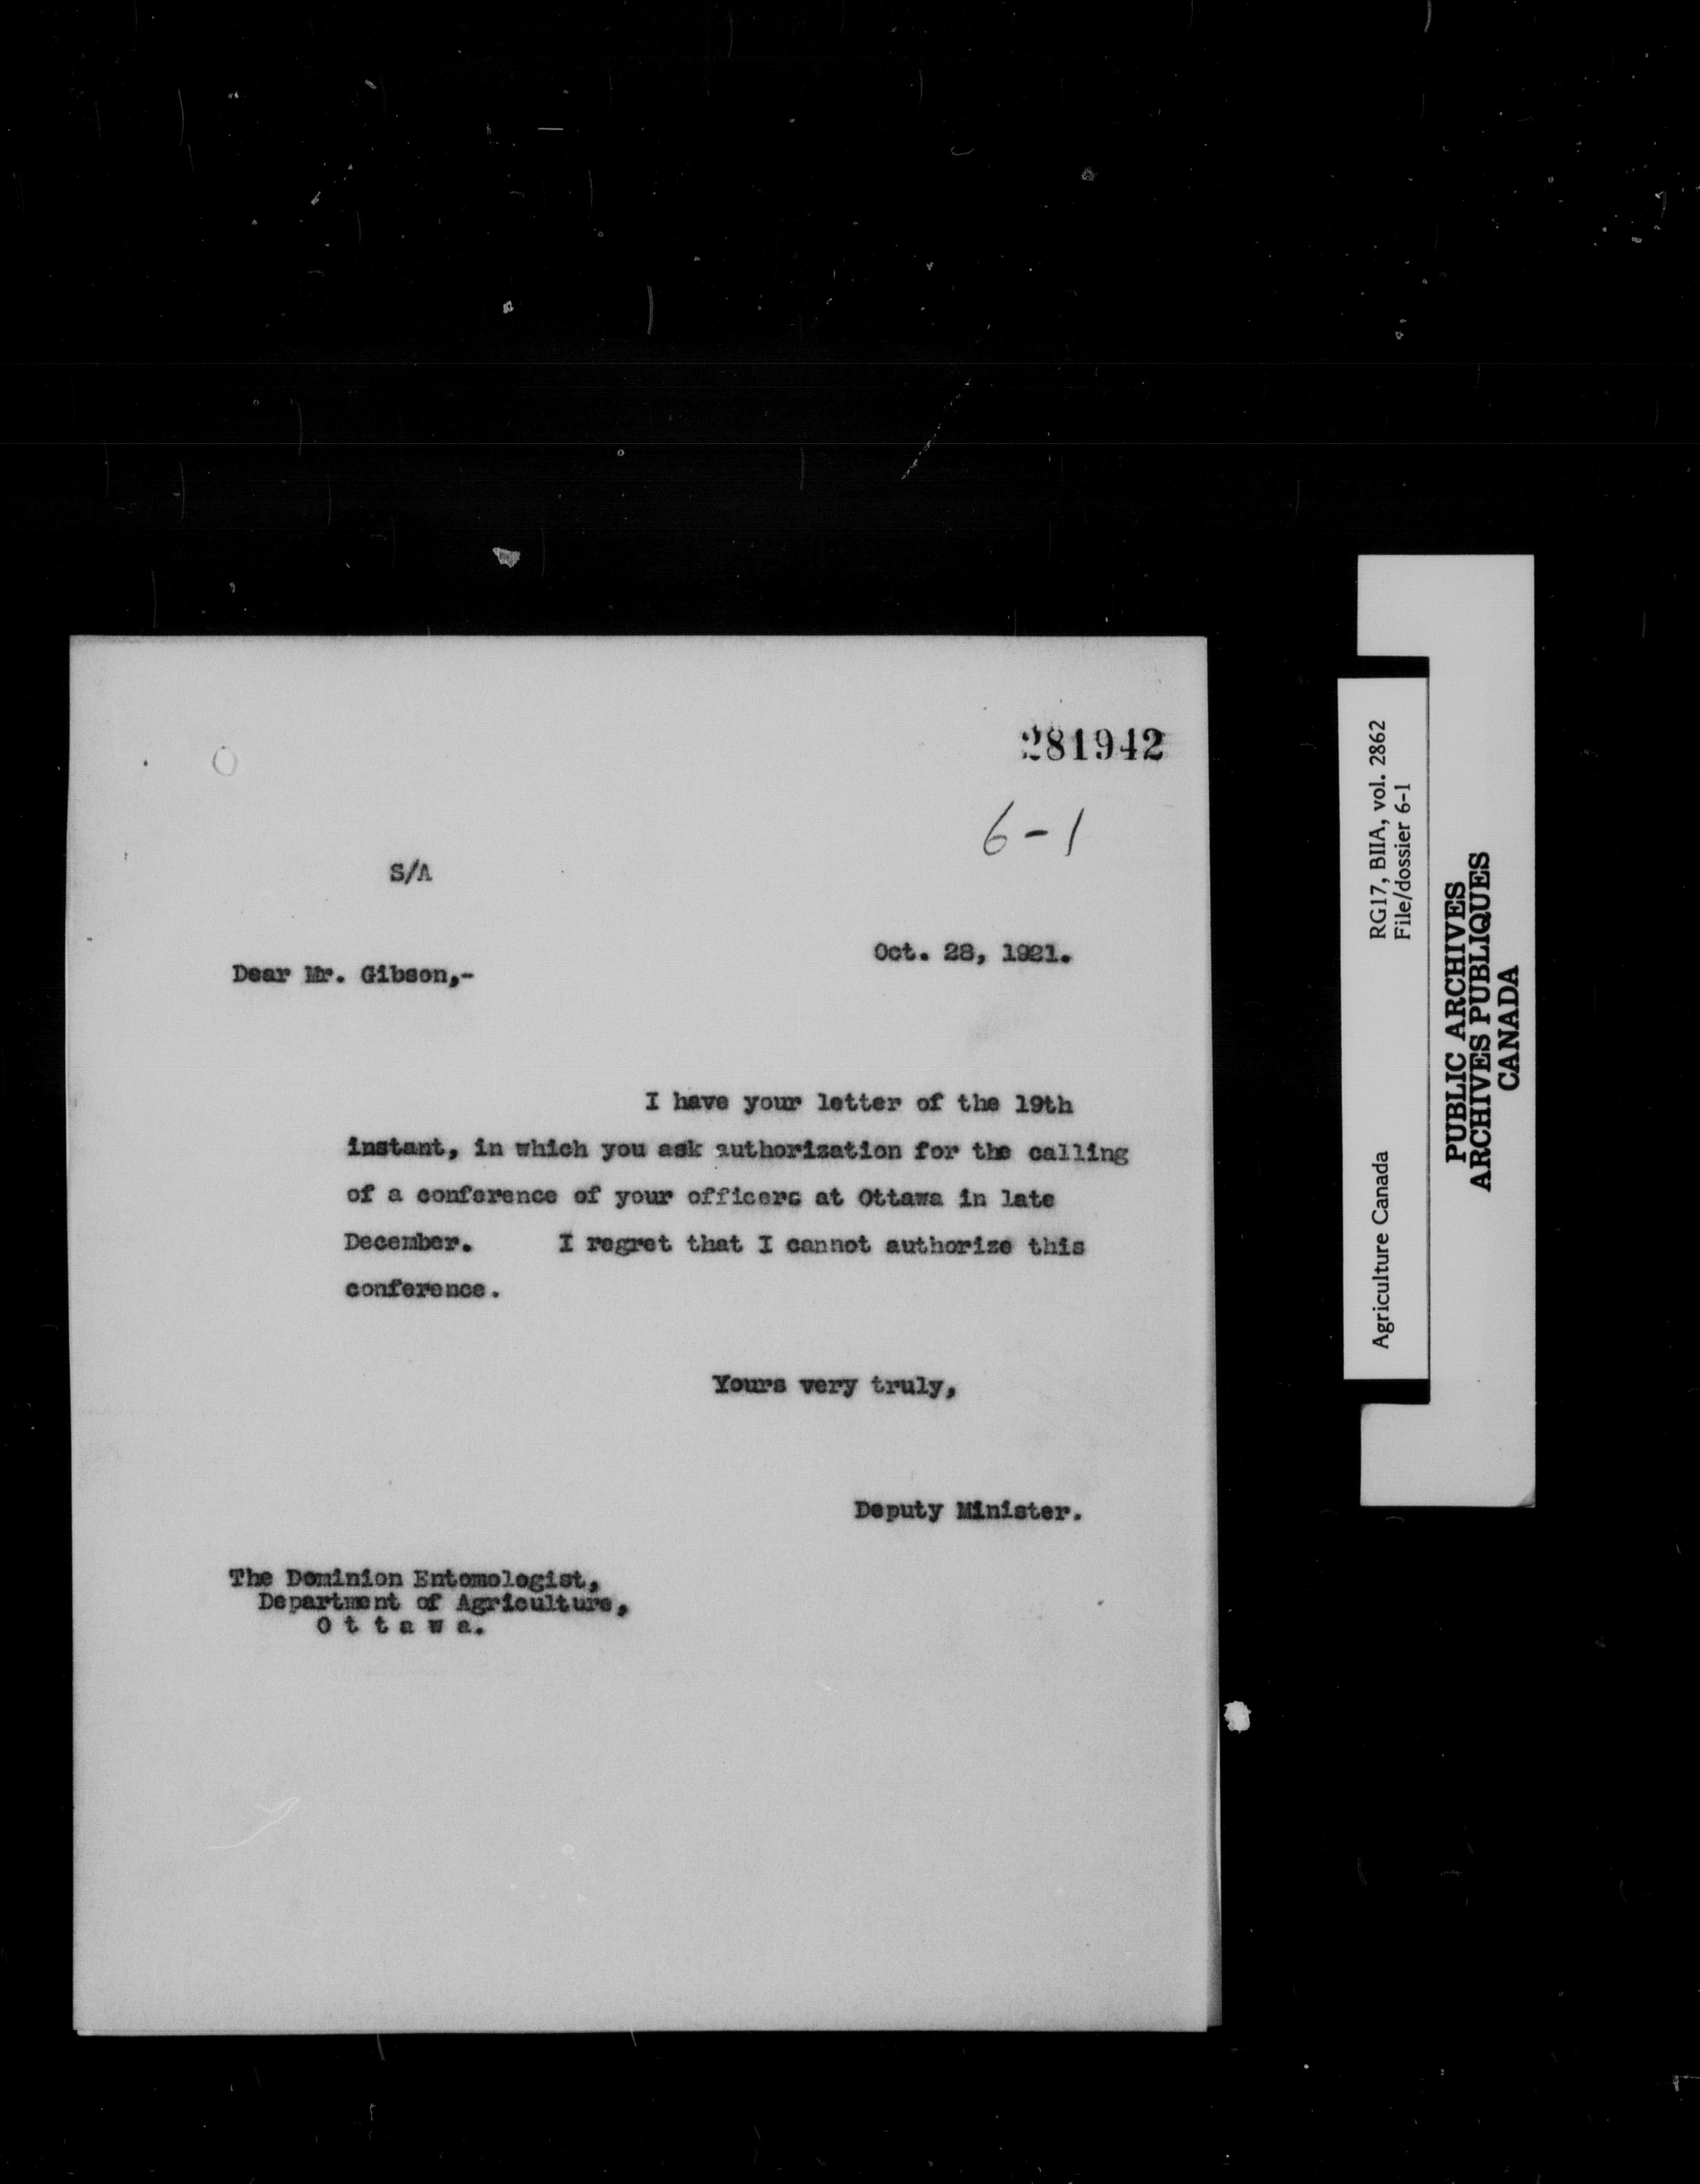 281942
6-1
S/A
Oct. 28, 1921.
Dear Mr. Gibson,-
I have your letter of the 19th
instant, in which you ask authorization for the calling
of a conference of your officers at Ottawa in late
December. I regret that I cannot authorize this
conference.
Yours very truly,
Deputy Minister.
The Dominion Entomologist,
Department of Agriculture,
O t t a w a.
Agriculture Canada RG17, BIIA, vol. 2862
File/dossier 6-1
PUBLIC ARCHIVES
ARCHIVES PUBLIQUES
CANADA